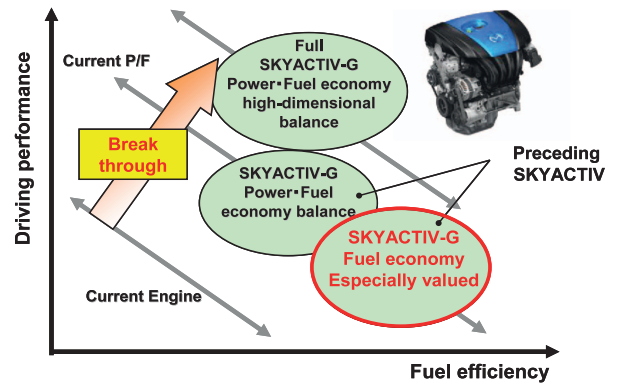 Driving performance
Current P/F
Full
SKYACTIV-G
Power・Fuel economy
high-dimensional
balance
Break
through
SKYACTIV-G
Power・Fuel
economy balance
Preceding
SKYACTIV
SKYACTIV-G
Fuel economy
Especially valued
Current Engine
Fuel efficiency